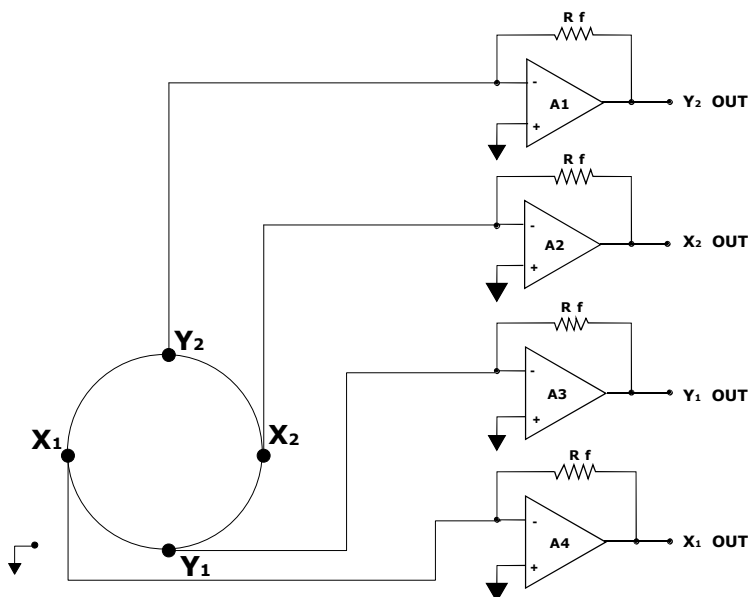 R f
-
A1
+
Y2 OUT
R f
-
A2
+
X2 OUT
R f
-
A3
+
Y1 OUT
R f
-
A4
+
X1 OUT
Y2
X1
X2
Y1